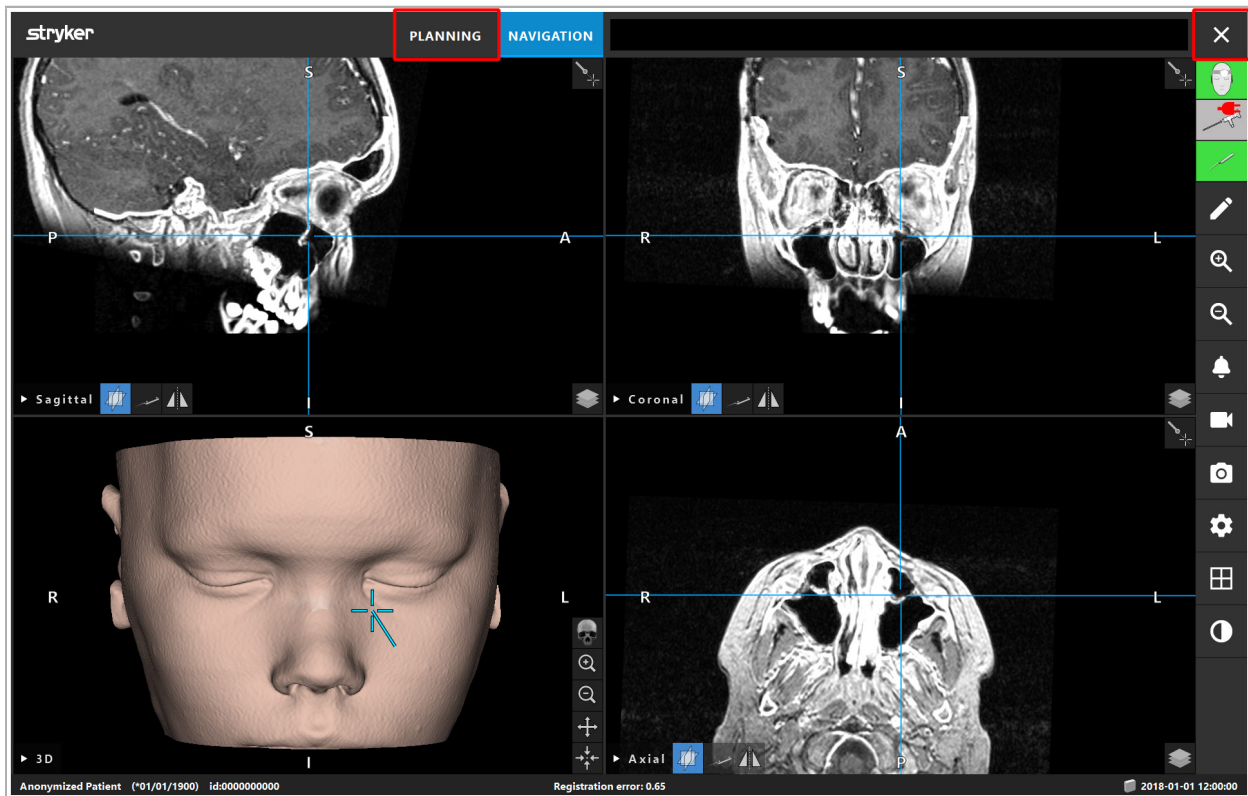 stryker
PLANNING
NAVIGATION
S
P
A
Sagittal
I
S
R
L
Coronal
I
S
R
L
3D
I
A
R
L
Axial
P
Anonymized Patient (*01/01/1900) id:0000000000
Registration error: 0.65
2018-01-01 12:00:00